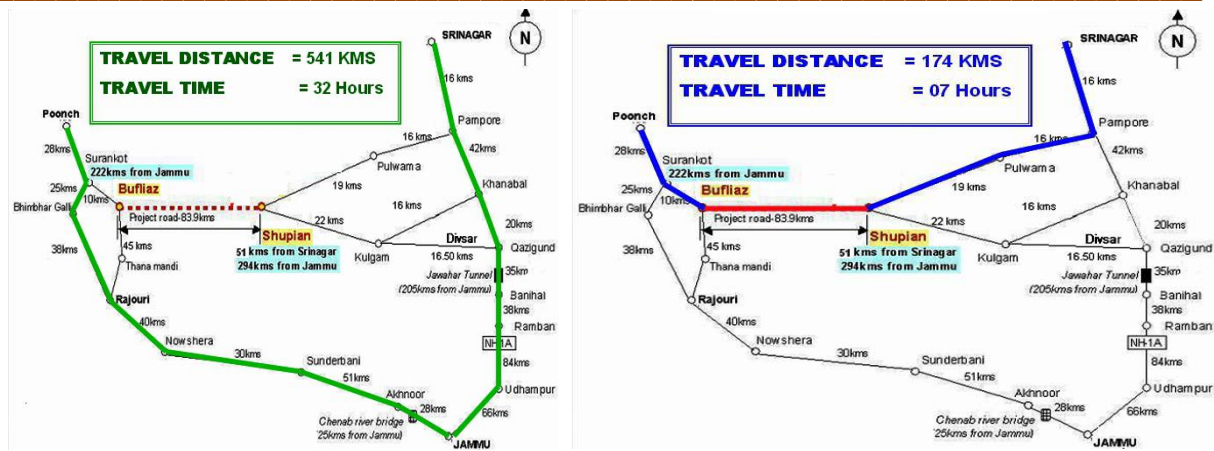 SRINAGAR
N
TRAVEL DISTANCE = 541 KMS
TRAVEL TIME = 32 Hours
16 kms
Poonch
Pampore
28kms
16 kms
42kms
Surankot
222kms from Jammu
Pulwama
25kms
10kms
Bufliaz
19 kms
Khanabal
Bhimbhar Galli
Project road-83.9kms
16 kms
22 kms
20kms
38kms
45 kms
Shupian
Divsar
Qazigund
51 kms from Srinagar
294kms from Jammu
Kulgam
16.50 kms
Thana mandi
Jawahar Tunnel
(205kms from Jammu)
35km
Banihal
Rajouri
38kms
40kms
Ramban
Nowshera
NH-1A
30kms
Sunderbani
84kms
51kms
Akhnoor
Udhampur
28kms
66kms
Chenab river bridge
25kms from Jammu)
JAMMU
SRINAGAR
N
TRAVEL DISTANCE = 174 KMS
TRAVEL TIME = 07 Hours
16 kms
Poonch
Pampore
28kms
16 kms
42kms
Surankot
222kms from Jammu
Pulwama
25kms
10kms
Bufliaz
19 kms
Khanabal
Bhimbhar Galli
Project road-83.9kms
16 kms
22 kms
20kms
38kms
45 kms
Shupian
Divsar
Qazigund
51 kms from Srinagar
294kms from Jammu
Kulgam
16.50 kms
Thana mandi
Jawahar Tunnel
(205kms from Jammu)
35km
Banihal
Rajouri
38kms
40kms
Ramban
Nowshera
NH-1A
30kms
Sunderbani
84kms
51kms
Akhnoor
Udhampur
28kms
66kms
Chenab river bridge
25kms from Jammu)
JAMMU